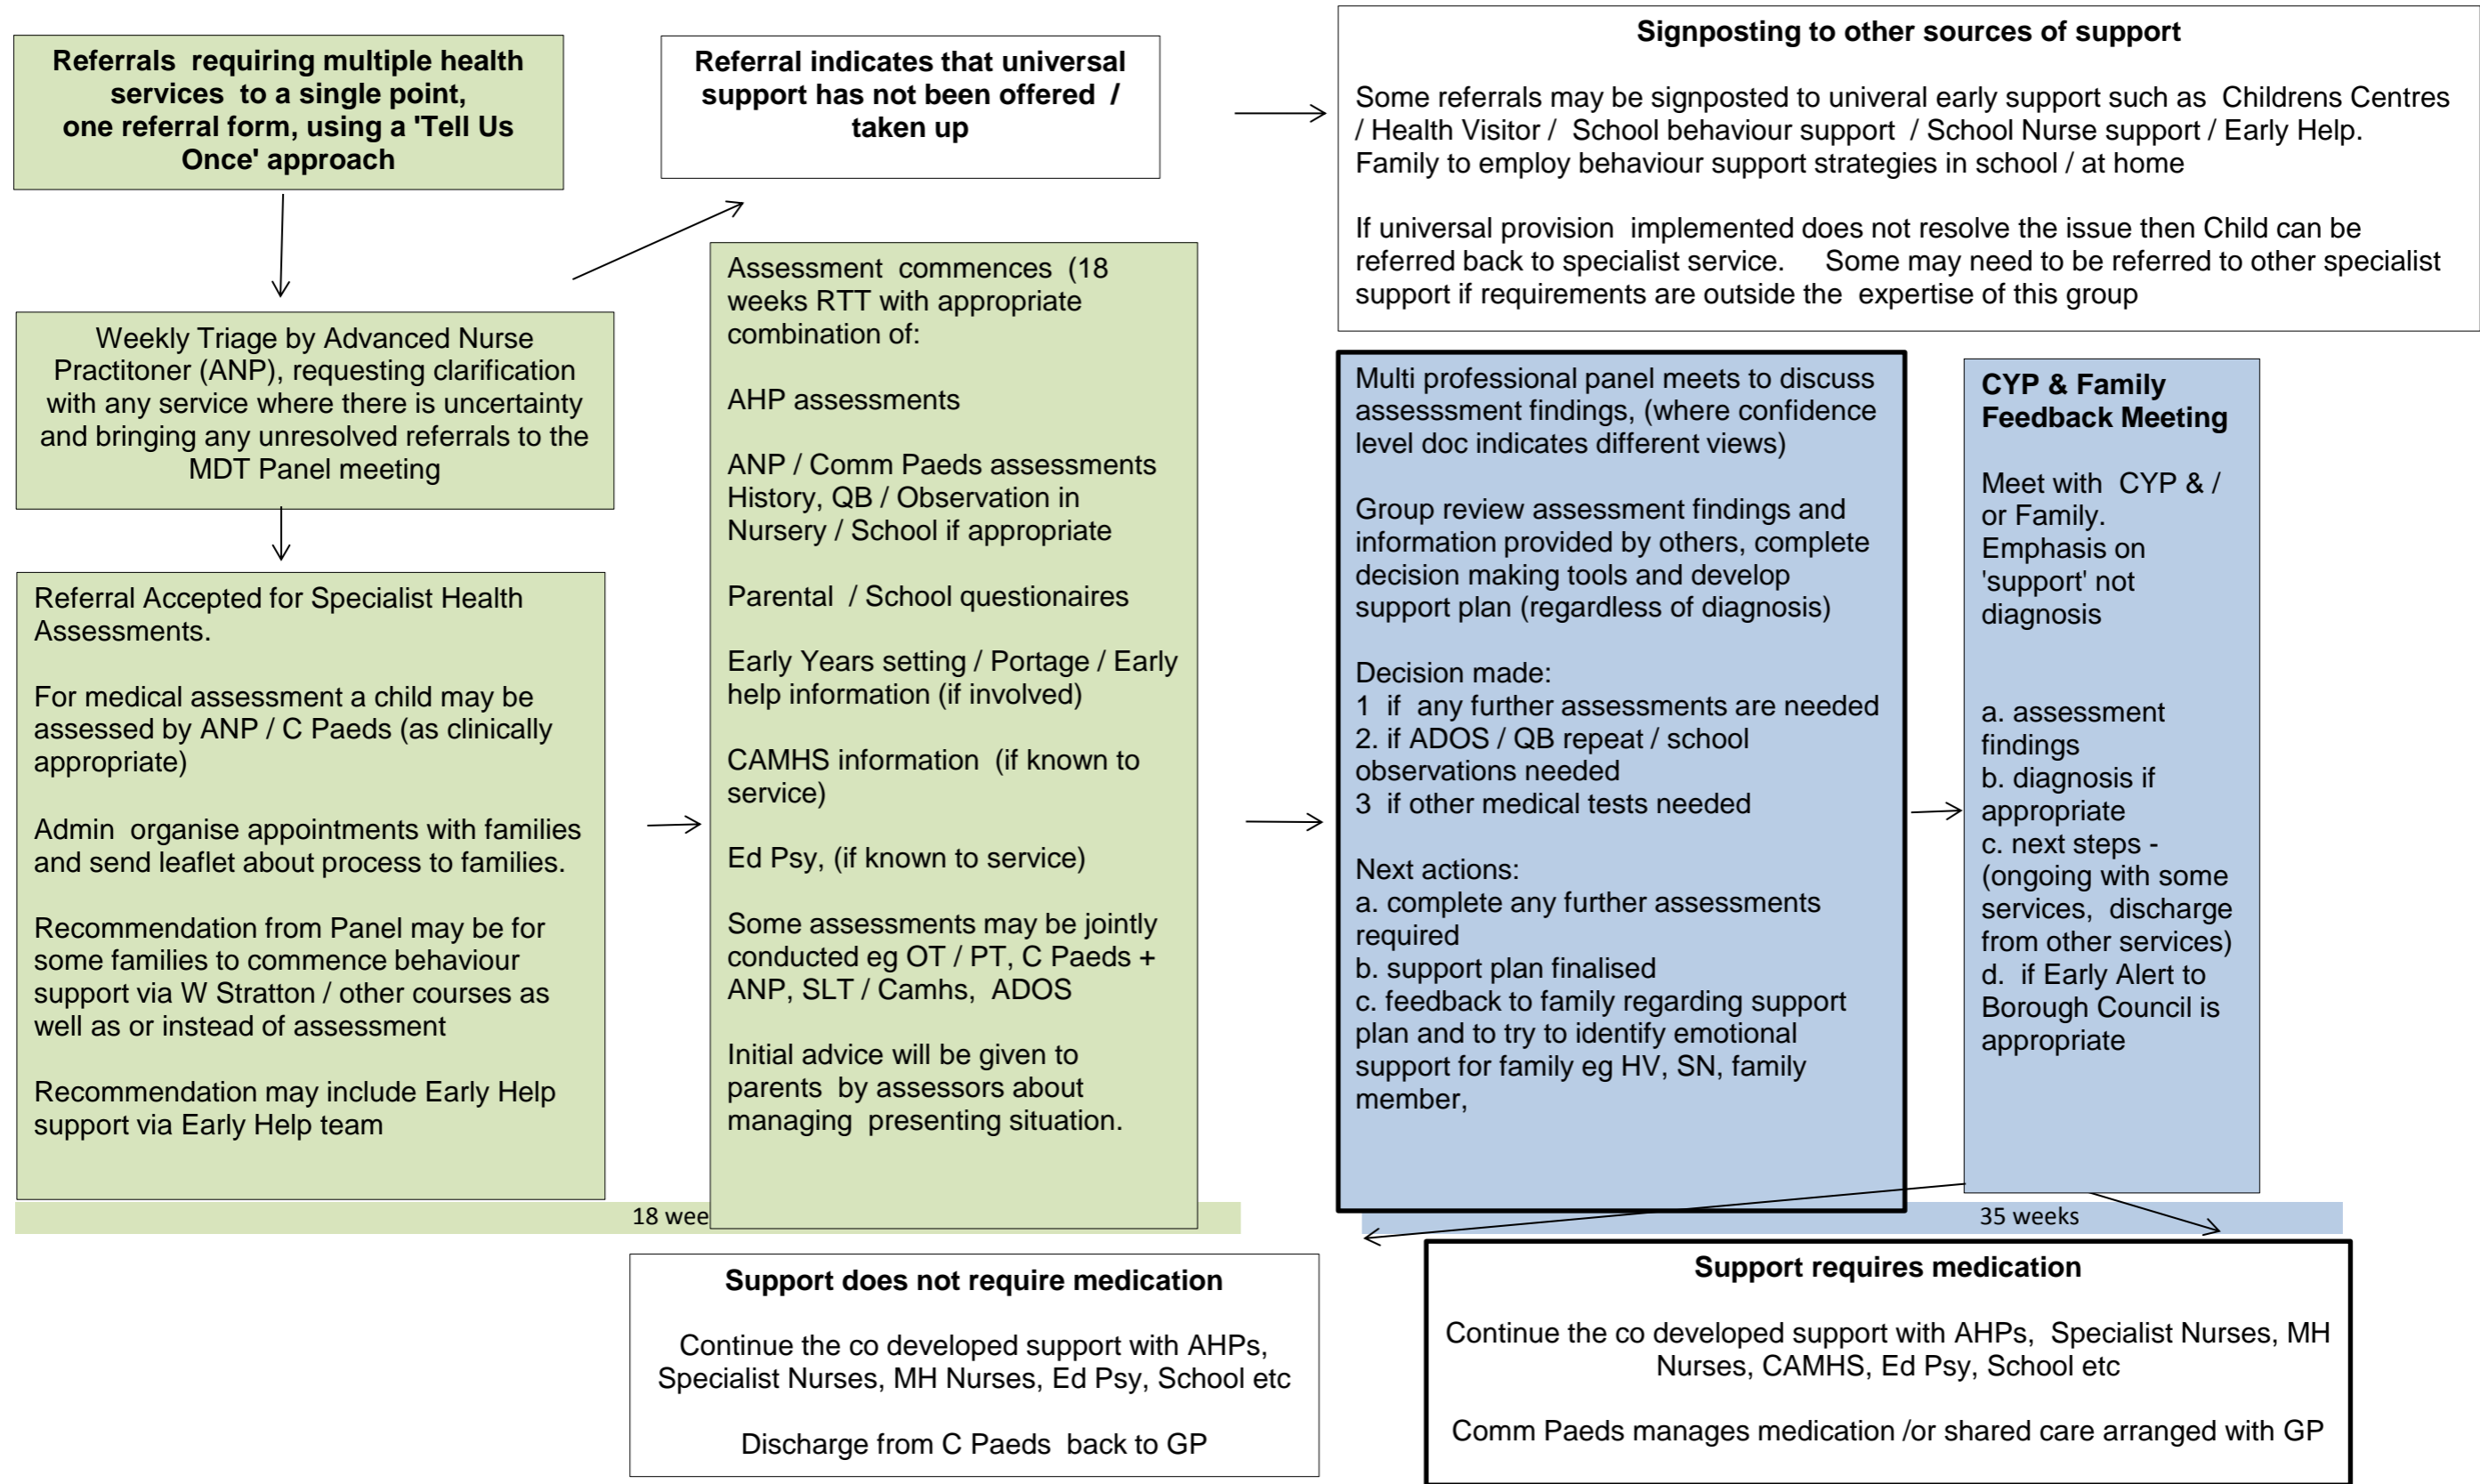 Referrals  requiring multiple health
services  to a single point,
one referral form, using a 'Tell Us
Once' approach
Referral indicates that universal
support has not been offered  /
taken up
Signposting to other sources of support
Some referrals may be signposted to univeral early support such as  Childrens Centres
/ Health Visitor /  School behaviour support  / School Nurse support / Early Help.
Family to employ behaviour support strategies in school / at home
If universal provision  implemented does not resolve the issue then Child can be
referred back to specialist service.    Some may need to be referred to other specialist
support if requirements are outside the  expertise of this group
Weekly Triage by Advanced Nurse
Practitoner (ANP), requesting clarification
with any service where there is uncertainty
and bringing any unresolved referrals to the
MDT Panel meeting
Referral Accepted for Specialist Health
Assessments.
For medical assessment a child may be
assessed by ANP / C Paeds (as clinically
appropriate)
Admin  organise appointments with families
and send leaflet about process to families.
Recommendation from Panel may be for
some families to commence behaviour
support via W Stratton / other courses as
well as or instead of assessment
Recommendation may include Early Help
support via Early Help team
Assessment  commences  (18
weeks RTT with appropriate
combination of:
AHP assessments
ANP / Comm Paeds assessments
History, QB / Observation in
Nursery / School if appropriate
Parental  / School questionaires
Early Years setting / Portage / Early
help information (if involved)
CAMHS information  (if known to
service)
Ed Psy, (if known to service)
Some assessments may be jointly
conducted eg OT / PT, C Paeds +
ANP, SLT / Camhs,  ADOS
Initial advice will be given to
parents  by assessors about
managing  presenting situation.
Multi professional panel meets to discuss
assesssment findings, (where confidence
level doc indicates different views)
Group review assessment findings and
information provided by others, complete
decision making tools and develop
support plan (regardless of diagnosis)
Decision made:
1  if  any further assessments are needed
2. if ADOS / QB repeat / school
observations needed
3  if other medical tests needed
Next actions:
a. complete any further assessments
required
b. support plan finalised
c. feedback to family regarding support
plan and to try to identify emotional
support for family eg HV, SN, family
member,
CYP & Family
Feedback Meeting
Meet with  CYP & /
or Family.
Emphasis on
'support' not
diagnosis
a. assessment
findings
b. diagnosis if
appropriate
c. next steps -
(ongoing with some
services,  discharge
from other services)
d.  if Early Alert to
Borough Council is
appropriate
18 wee
35 weeks
Support does not require medication
Continue the co developed support with AHPs,
Specialist Nurses, MH Nurses, Ed Psy, School etc
Discharge from C Paeds  back to GP
Support requires medication
Continue the co developed support with AHPs,  Specialist Nurses, MH
Nurses, CAMHS, Ed Psy, School etc
Comm Paeds manages medication /or shared care arranged with GP